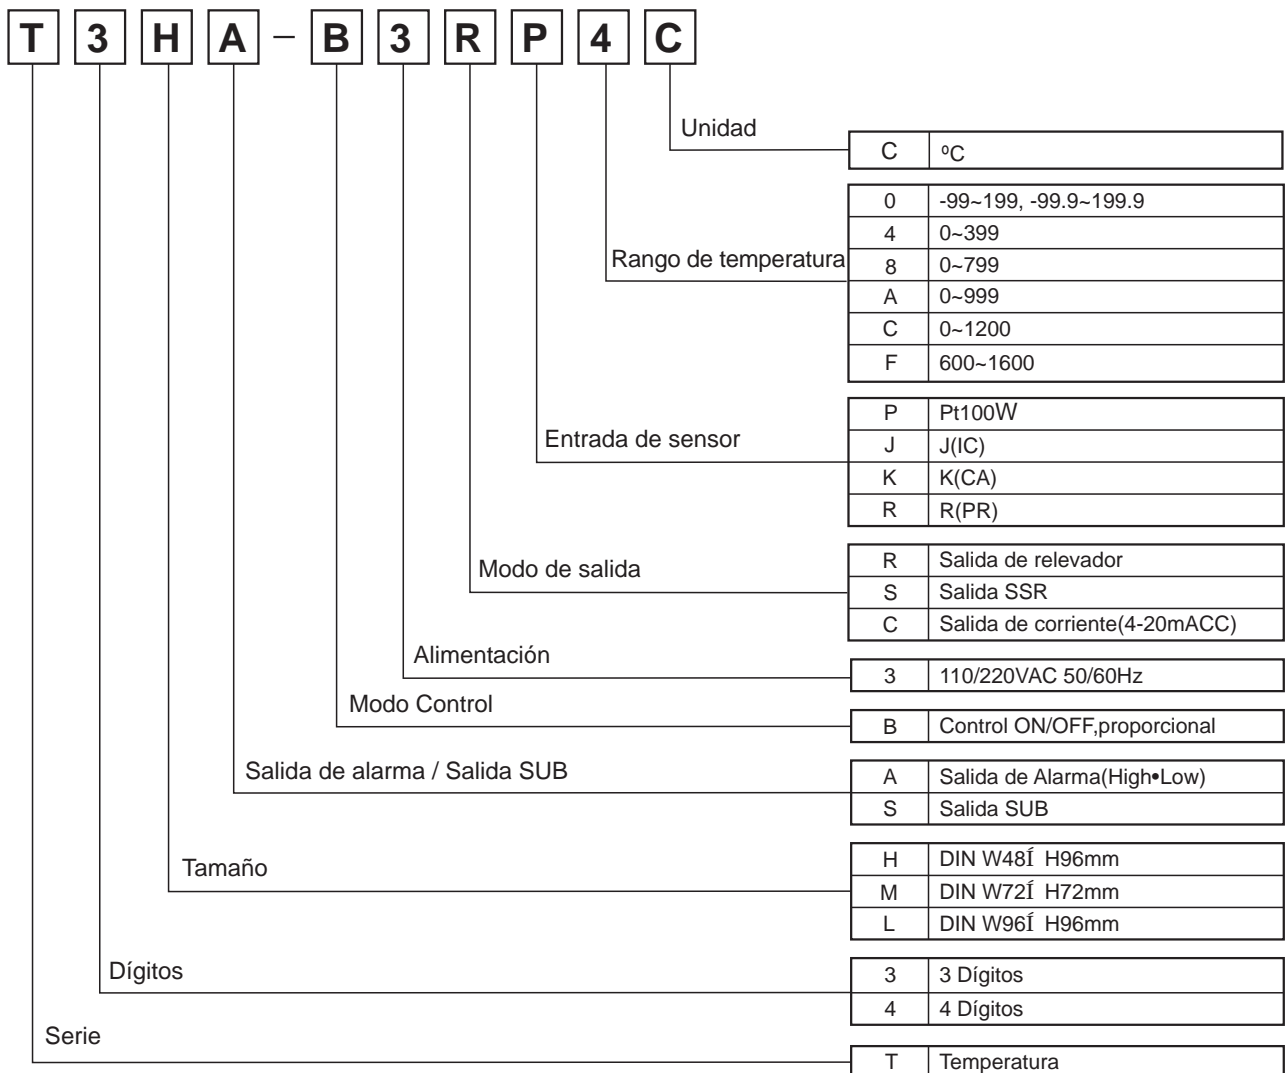 T 3 H A – B 3 R P 4 C
Unidad
C ºC
0 -99~199, -99.9~199.9
4 0~399
Rango de temperatura
8 0~799
A 0~999
C 0~1200
F 600~1600
P Pt100W
Entrada de sensor
J J(IC)
K K(CA)
R R(PR)
Modo de salida
R Salida de relevador
S Salida SSR
C Salida de corriente(4-20mACC)
Alimentación
3 110/220VAC 50/60Hz
Modo Control
B Control ON/OFF,proporcional
Salida de alarma / Salida SUB
A Salida de Alarma(High•Low)
S Salida SUB
Tamaño
H DIN W48Í H96mm
M DIN W72Í H72mm
L DIN W96Í H96mm
Dígitos
3 3 Dígitos
4 4 Dígitos
Serie
T Temperatura